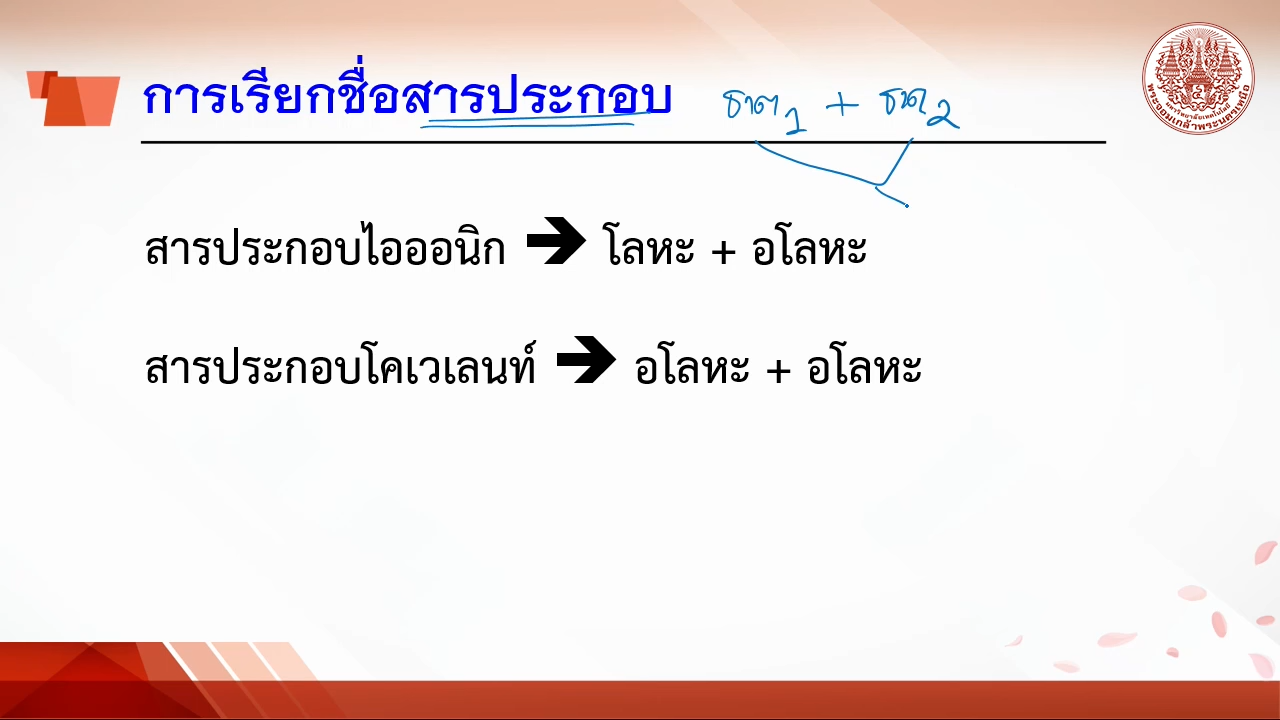 การเรียกชื่อสารประกอบ
ธาตุ1 + ธาตุ2
สารประกอบไอออนิก ➔ โลหะ + อโลหะ
สารประกอบโคเวเลนท์ ➔ อโลหะ + อโลหะ